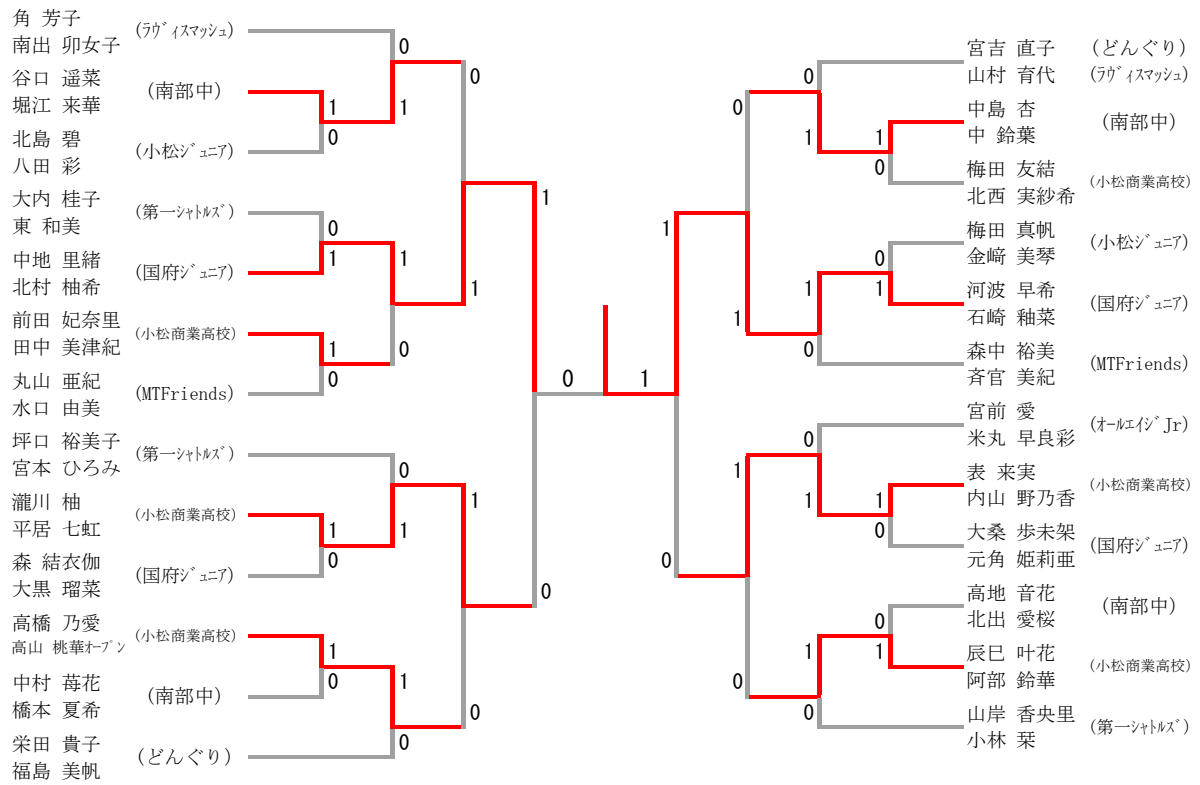 角 芳子
南出 卯女子
(ﾗｳﾞｨｽﾏｯｼｭ)
谷口 遥菜
堀江 来華
(南部中)
北島 碧
八田 彩
(小松ｼﾞｭﾆｱ)
大内 桂子
東 和美
(第一ｼｬﾄﾙｽﾞ)
中地 里緒
北村 柚希
(国府ｼﾞｭﾆｱ)
前田 妃奈里
田中 美津紀
(小松商業高校)
丸山 亜紀
水口 由美
(MTFriends)
坪口 裕美子
宮本 ひろみ
(第一ｼｬﾄﾙｽﾞ)
瀧川 柚
平居 七虹
(小松商業高校)
森 結衣伽
大黒 瑠菜
(国府ｼﾞｭﾆｱ)
高橋 乃愛
高山 桃華ｵｰﾌﾟﾝ
(小松商業高校)
中村 苺花
橋本 夏希
(南部中)
栄田 貴子
福島 美帆
(どんぐり)
0
1
1
0
0
0
1
1
1
1
0
0
0
1
1
0
1
1
0
1
0
0
1
0
0
1
宮吉 直子
(どんぐり)
山村 育代
(ﾗｳﾞｨｽﾏｯｼｭ)
中島 杏
中 鈴葉
(南部中)
梅田 友結
北西 実紗希
(小松商業高校)
梅田 真帆
金﨑 美琴
(小松ｼﾞｭﾆｱ)
河波 早希
石崎 釉菜
(国府ｼﾞｭﾆｱ)
森中 裕美
斉官 美紀
(MTFriends)
宮前 愛
米丸 早良彩
(ｵｰﾙｴｲｼﾞJr)
表 来実
内山 野乃香
(小松商業高校)
大桑 歩未架
元角 姫莉亜
(国府ｼﾞｭﾆｱ)
高地 音花
北出 愛桜
(南部中)
辰巳 叶花
阿部 鈴華
(小松商業高校)
山岸 香央里
小林 栞
(第一ｼｬﾄﾙｽﾞ)
0
0
1
1
0
1
0
1
1
1
0
0
1
1
1
0
0
0
1
1
0
0